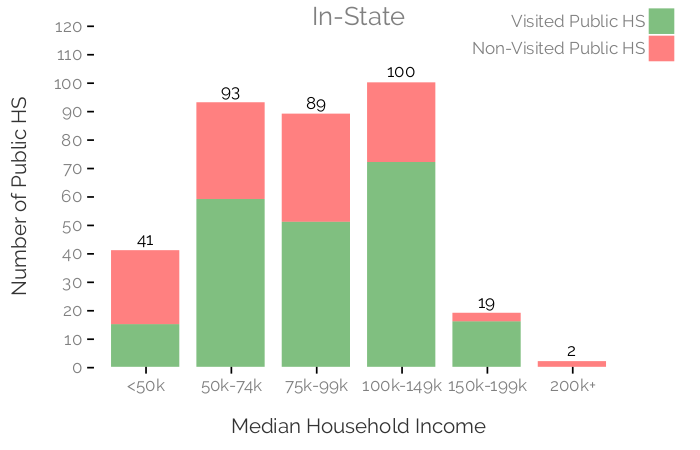 In-State
Visited Public HS
Non-Visited Public HS
Number of Public HS
120
110
100
90
80
70
60
50
40
30
20
10
0
41
93
89
100
19
2
<50k
50k-74k
75k-99k
100k-149k
150k-199k
200k+
Median Household Income